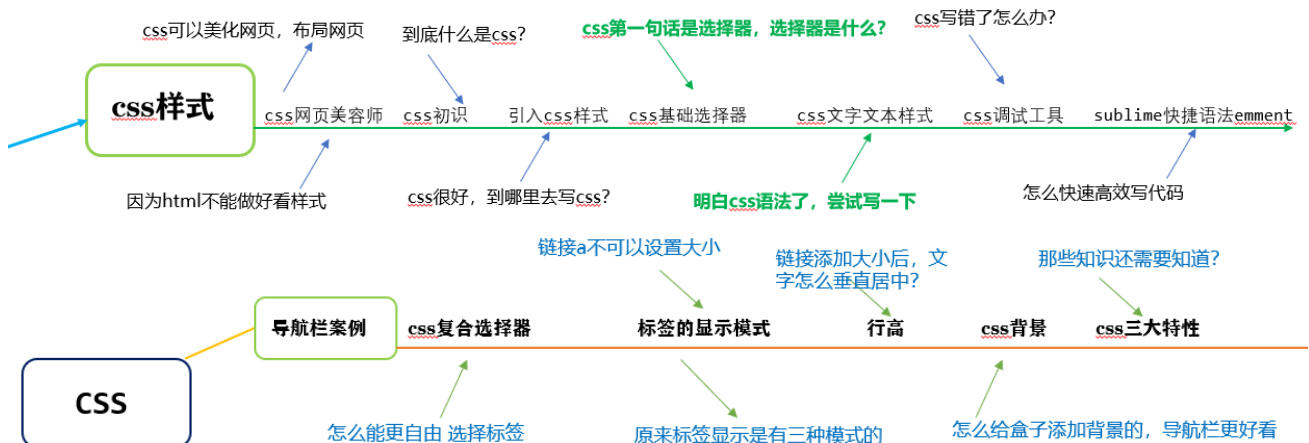 css可以美化网页，布局网页
到底什么是css?
css第一句话是选择器，选择器是什么?
css写错了怎么办?
css样式
css网页美容师
css初识
引入css样式
css基础选择器
css文字文本样式
css调试工具
sublime快捷语法emment
因为html不能做好看样式
css很好，到哪里去写css?
明白css语法了，尝试写一下
怎么快速高效写代码
链接a不可以设置大小
链接添加大小后，文
字怎么垂直居中?
那些知识还需要知道?
导航栏案例
css复合选择器
标签的显示模式
行高
css背景
css三大特性
CSS
怎么能更自由 选择标签
原来标签显示是有三种模式的
怎么给盒子添加背景的，导航栏更好看